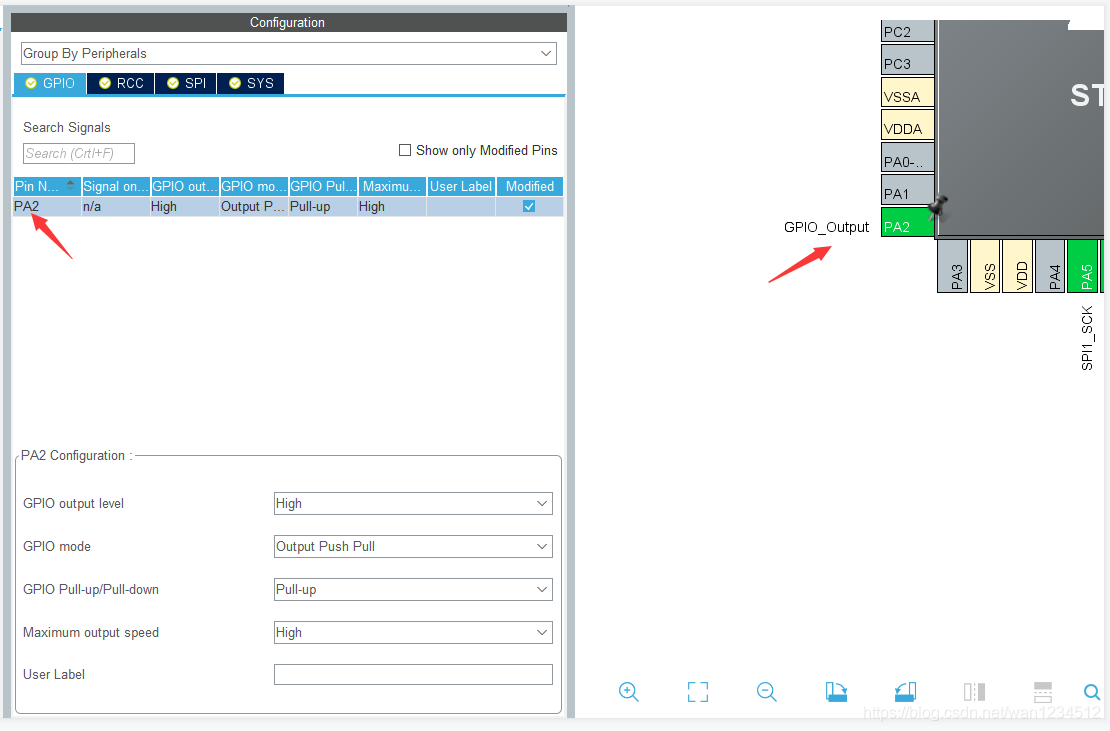 Configuration
Group By Peripherals
GPIO RCC SPI SYS
Search Signals
Search (Crtl+F)
Show only Modified Pins
Pin N... Signal on... GPIO out... GPIO mo... GPIO Pul... Maximu... User Label Modified
PA2 n/a High Output P... Pull-up High
PA2 Configuration :
GPIO output level High
GPIO mode Output Push Pull
GPIO Pull-up/Pull-down Pull-up
Maximum output speed High
User Label
PC2
PC3
VSSA
VDDA
PA0-..
PA1
GPIO_Output PA2
ST
PA3 VSS VDD PA4 PA5
SPI1_SCK
https://blog.csdn.net/wan1234512